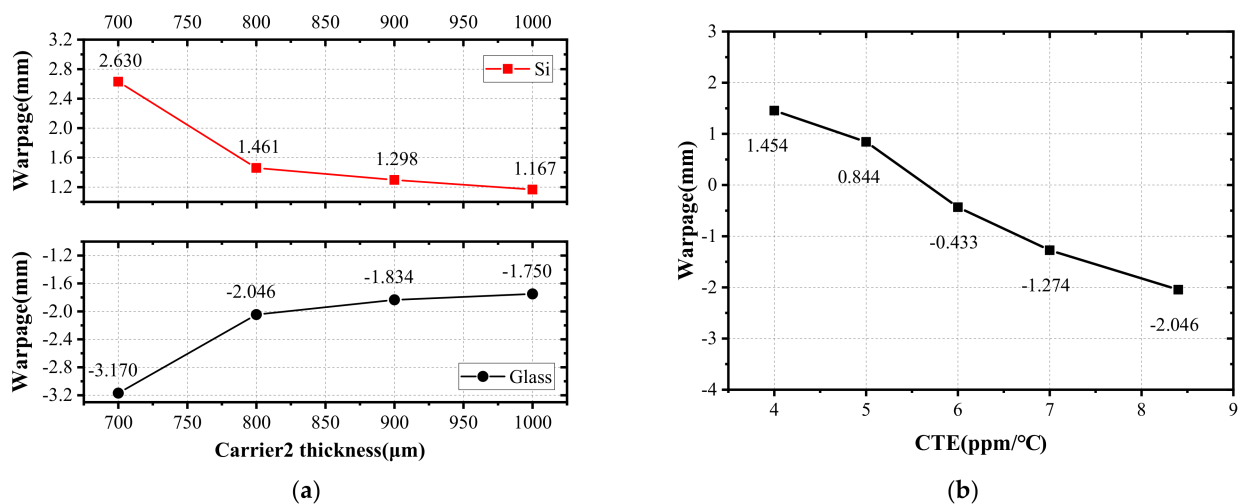 700 750 800 850 900 950 1000
3.2
2.8
2.4
2.0
1.6
1.2
Warpage(mm)
2.630
1.461
1.298
1.167
Si
-1.2
-1.6
-2.0
-2.4
-2.8
-3.2
Warpage(mm)
-3.170
-2.046
-1.834
-1.750
Glass
700 750 800 850 900 950 1000
Carrier2 thickness(μm)
(a)
3
2
1
0
-1
-2
-3
-4
Warpage(mm)
1.454
0.844
-0.433
-1.274
-2.046
4 5 6 7 8 9
CTE(ppm/℃)
(b)